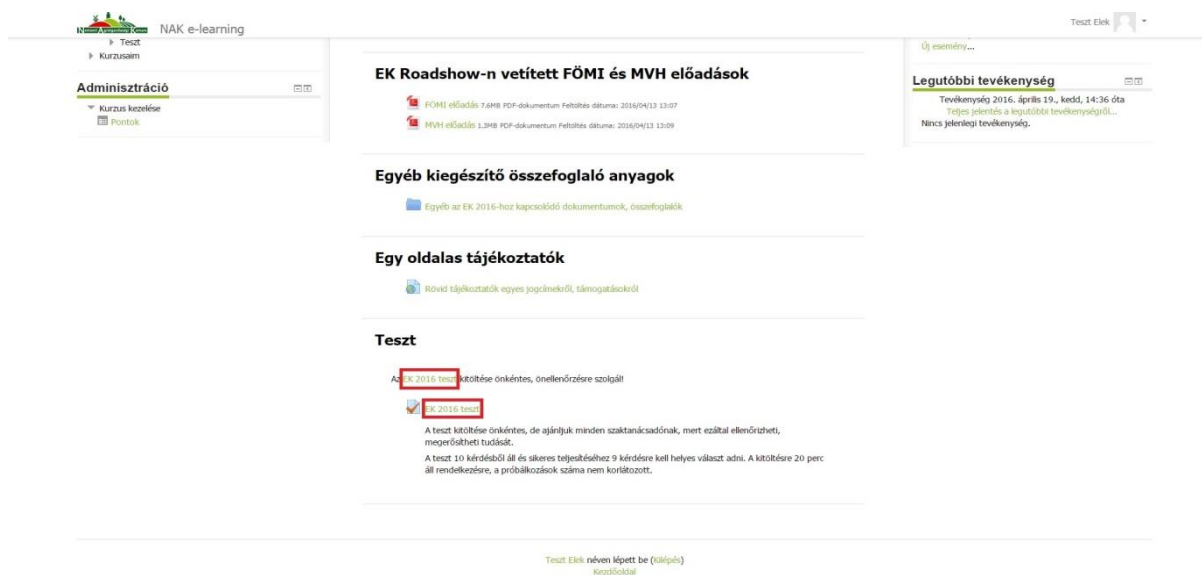 Nemzeti Agrárgazdasági Kamara
NAK e-learning
Teszt Elek
Teszt
Kurzusaim
Adminisztráció
Kurzus kezelése
Pontok
EK Roadshow-n vetített FÖMI és MVH előadások
FÖMI előadás 7.6MB PDF-dokumentum Feltöltés dátuma: 2016/04/13 13:07
MVH előadás 1.3MB PDF-dokumentum Feltöltés dátuma: 2016/04/13 13:09
Egyéb kiegészítő összefoglaló anyagok
Egyéb az EK 2016-hoz kapcsolódó dokumentumok, összefoglalók
Egy oldalas tájékoztatók
Rövid tájékoztatók egyes jogcímekről, támogatásokról
Teszt
Az EK 2016 teszt kitöltése önkéntes, önellenőrzésre szolgál!
EK 2016 teszt
A teszt kitöltése önkéntes, de ajánljuk minden szaktanácsadónak, mert ezáltal ellenőrizheti,
megerősítheti tudását.
A teszt 10 kérdésből áll és sikeres teljesítéséhez 9 kérdésre kell helyes választ adni. A kitöltésre 20 perc
áll rendelkezésre, a próbálkozások száma nem korlátozott.
Új esemény...
Legutóbbi tevékenység
Tevékenység 2016. április 19., kedd, 14:36 óta
Teljes jelentés a legutóbbi tevékenységről...
Nincs jelenlegi tevékenység.
Teszt Elek néven lépett be (Kilépés)
Kezdőoldal